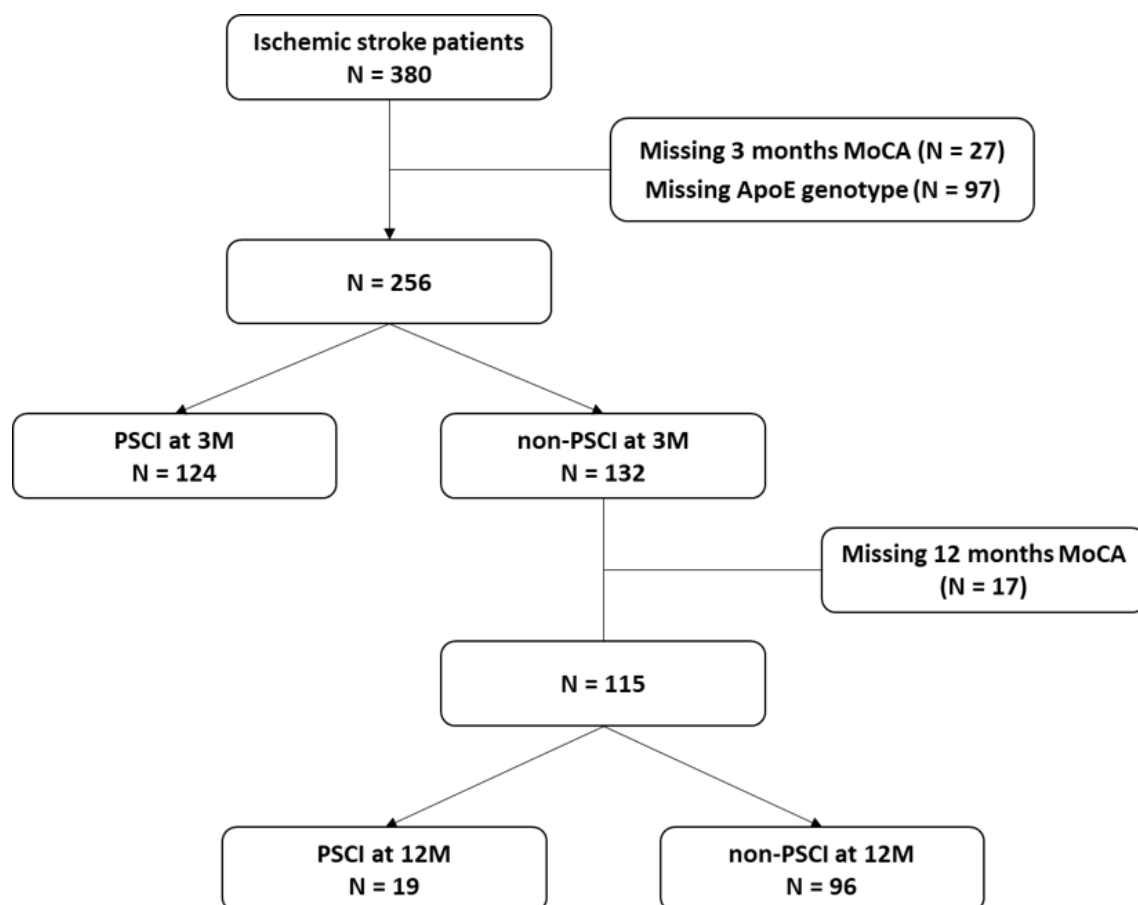 Ischemic stroke patients
N = 380
Missing 3 months MoCA (N = 27)
Missing ApoE genotype (N = 97)
N = 256
PSCI at 3M
N = 124
non-PSCI at 3M
N = 132
Missing 12 months MoCA
(N = 17)
N = 115
PSCI at 12M
N = 19
non-PSCI at 12M
N = 96